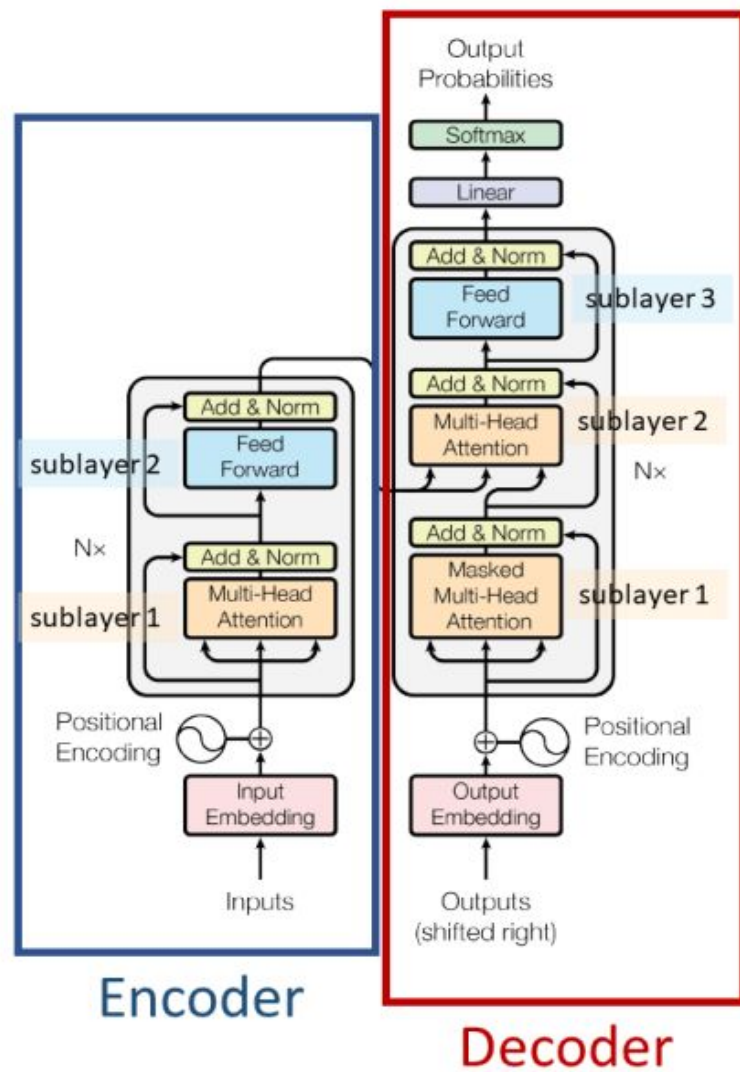 Output
Probabilities
Softmax
Linear
Add & Norm
Feed
Forward
sublayer 3
Add & Norm
Multi-Head
Attention
sublayer 2
N×
Add & Norm
Masked
Multi-Head
Attention
sublayer 1
Positional
Encoding
Output
Embedding
Outputs
(shifted right)
Decoder
Add & Norm
Feed
Forward
sublayer 2
N×
Add & Norm
Multi-Head
Attention
sublayer 1
Positional
Encoding
Input
Embedding
Inputs
Encoder